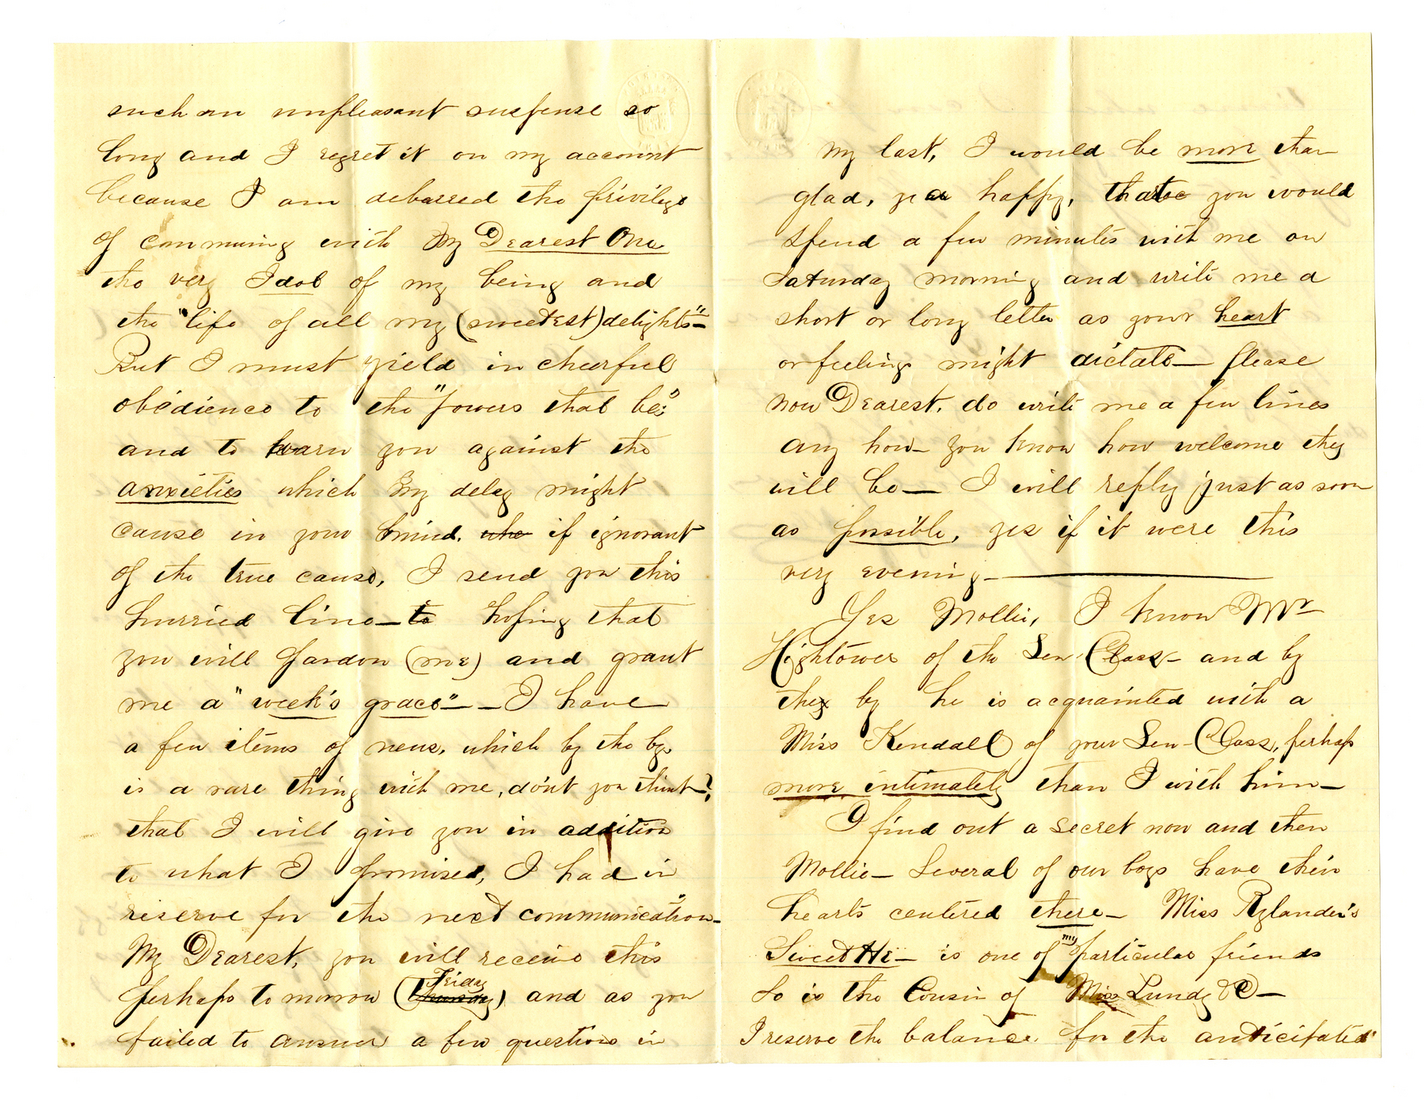 such an unpleasant suspense so
long and I regret it on my account
because I am debarred the privilege
of communing with My Dearest One
the very Idol of my being and
the "life of all my (sweetest) delights"—
But I must yield in cheerful
obedience to the "powers that be;"
and to warn you against the
anxieties which my delay might
cause in your mind, who if ignorant
of the true cause, I send you this
hurried line—to hoping that
you will pardon (me) and grant
me a "week's grace"— — I have
a few items of news, which by the by,
is a rare thing with me, don't you think—?
that I will give you in addition
to what I promised, I had in
reserve for the next communication—
My Dearest, you will receive this
perhaps to morrow (Thursday Friday) and as you
failed to answer a few questions in
my last, I would be more than
glad, yea happy, that you would
spend a few minutes with me on
Saturday morning and write me a
short or long letter as your heart
or feelings might dictate— please
now Dearest, do write me a few lines
any how— you know how welcome they
will be— I will reply just as soon
as possible, yes if it were this
very evening.—
Yes Mollie, I know Mr
Hightower of the Sen Class— and by
they by he is acquainted with a
Miss Kendall of your Sen-Class, perhaps
more intimately than I with him—
I find out a secret now and then
Mollie— Several of our boys have their
hearts centered there— Miss Rylander's
Sweet Ht— is one of my particular friends
So is the Cousin of Miss Lundy &C—
I reserve the balance for the anticipated